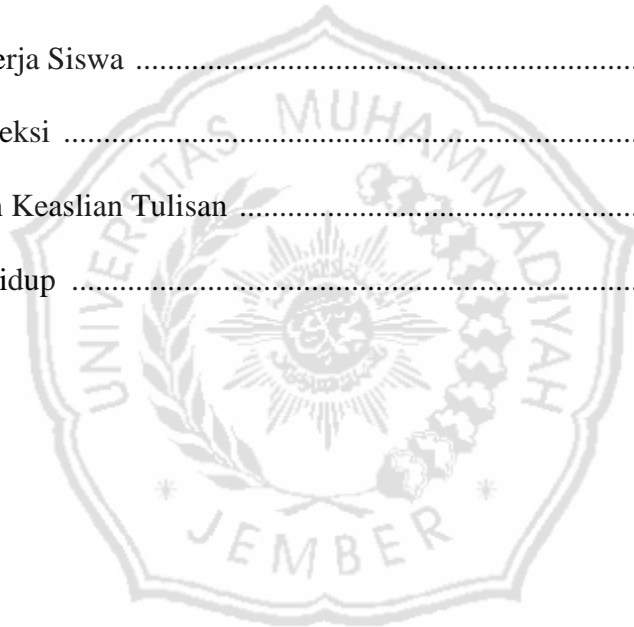 erja Siswa ....................................................................
eksi .............................................................................
n Keaslian Tulisan .......................................................
idup ............................................................................
UNIVERSITAS MUHAMMADIYAH
JEMBER